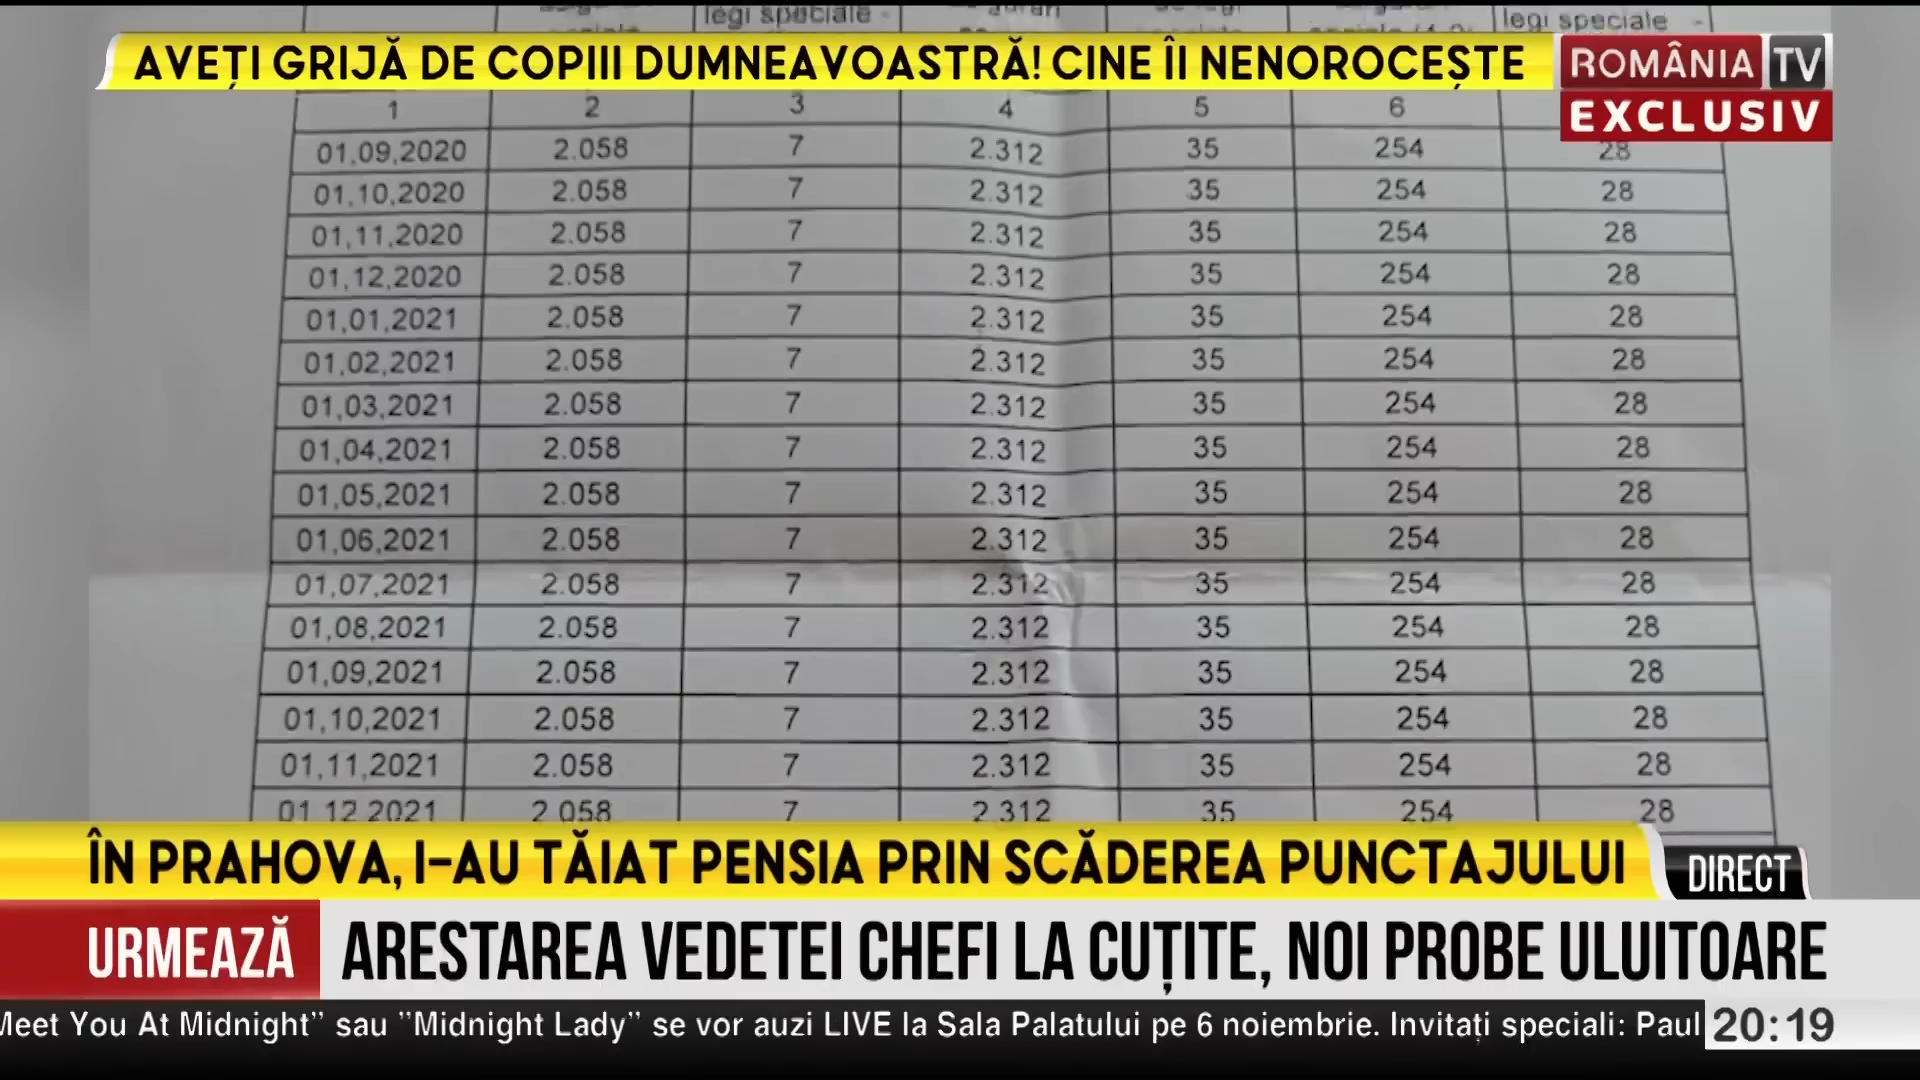 legi speciale -
legi speciale -
AVEȚI GRIJĂ DE COPIII DUMNEAVOASTRĂ! CINE ÎI NENOROCEȘTE
ROMÂNIA TV
EXCLUSIV
1 2 3 4 5 6
01,09,2020 2.058 7 2.312 35 254 28
01,10,2020 2.058 7 2.312 35 254 28
01,11,2020 2.058 7 2.312 35 254 28
01,12,2020 2.058 7 2.312 35 254 28
01,01,2021 2.058 7 2.312 35 254 28
01,02,2021 2.058 7 2.312 35 254 28
01,03,2021 2.058 7 2.312 35 254 28
01,04,2021 2.058 7 2.312 35 254 28
01,05,2021 2.058 7 2.312 35 254 28
01,06,2021 2.058 7 2.312 35 254 28
01,07,2021 2.058 7 2.312 35 254 28
01,08,2021 2.058 7 2.312 35 254 28
01,09,2021 2.058 7 2.312 35 254 28
01,10,2021 2.058 7 2.312 35 254 28
01,11,2021 2.058 7 2.312 35 254 28
01,12,2021 2.058 7 2.312 35 254 28
ÎN PRAHOVA, I-AU TĂIAT PENSIA PRIN SCĂDEREA PUNCTAJULUI
DIRECT
URMEAZĂ ARESTAREA VEDETEI CHEFI LA CUȚITE, NOI PROBE ULUITOARE
Meet You At Midnight" sau "Midnight Lady" se vor auzi LIVE la Sala Palatului pe 6 noiembrie. Invitați speciali: Paul
20:19